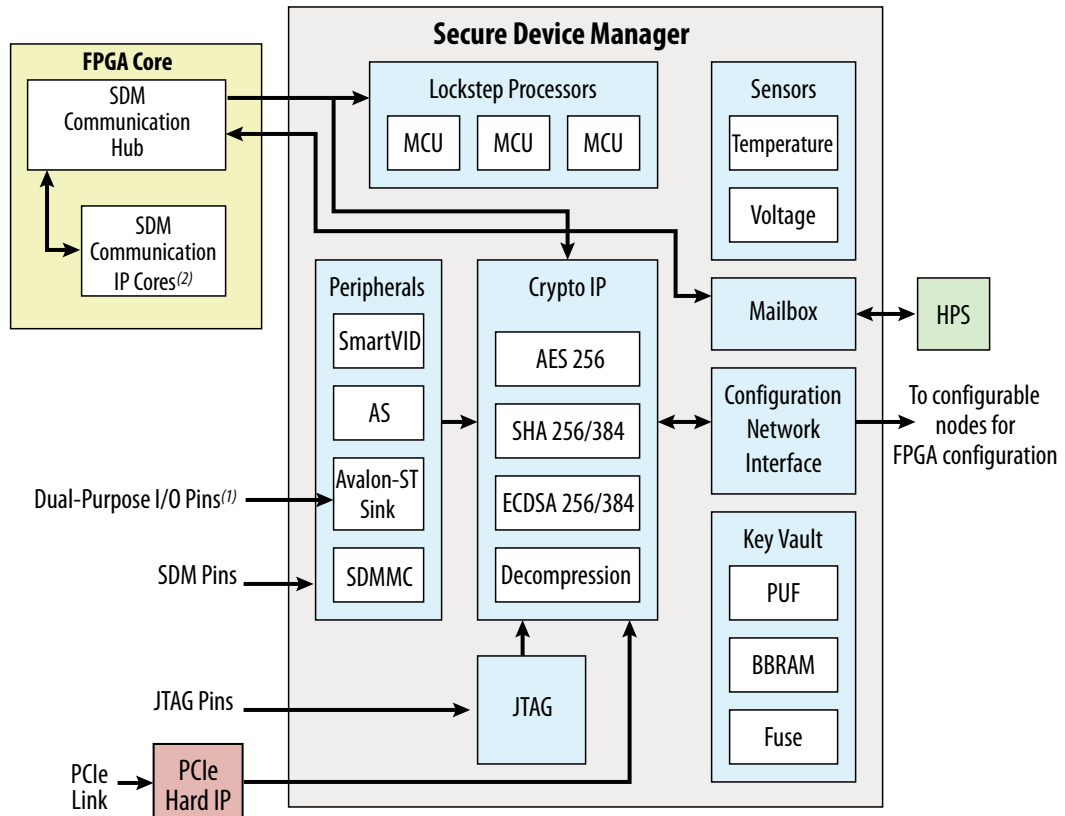 Secure Device Manager
FPGA Core
SDM
Communication
Hub
SDM
Communication
IP Cores(2)
Lockstep Processors
MCU MCU MCU
Sensors
Temperature
Voltage
Peripherals
SmartVID
AS
Avalon-ST
Sink
SDMMC
Crypto IP
AES 256
SHA 256/384
ECDSA 256/384
Decompression
Mailbox
HPS
Configuration
Network
Interface
To configurable
nodes for
FPGA configuration
Key Vault
PUF
BBRAM
Fuse
Dual-Purpose I/O Pins(1)
SDM Pins
JTAG Pins
JTAG
PCIe
Link
PCIe
Hard IP